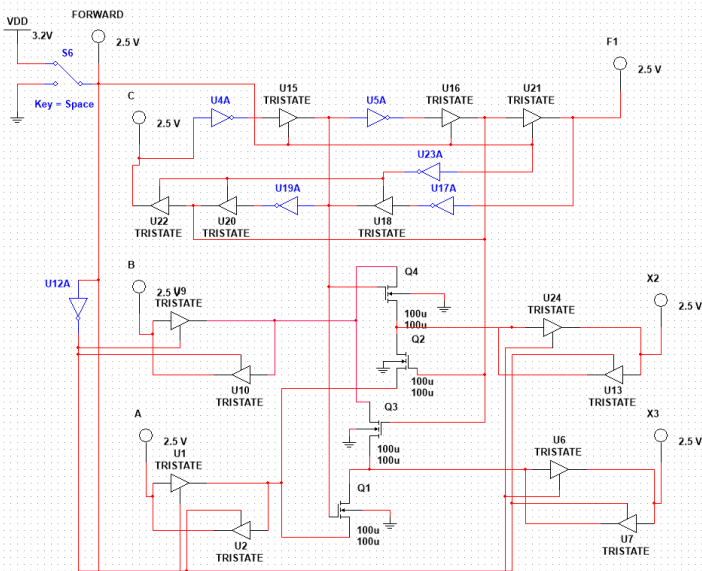 VDD
FORWARD
3.2V
S6
2.5 V
F1
2.5 V
Key = Space
C
2.5 V
U4A
U15
TRISTATE
U5A
U16
TRISTATE
U21
TRISTATE
U23A
U19A
U17A
U22
TRISTATE
U20
TRISTATE
U18
TRISTATE
U12A
B
2.5 V
U9
TRISTATE
Q4
U24
TRISTATE
X2
2.5 V
100u
100u
Q2
U10
TRISTATE
100u
100u
U13
TRISTATE
A
2.5 V
U1
TRISTATE
Q3
100u
100u
U6
TRISTATE
X3
2.5 V
Q1
U2
TRISTATE
100u
100u
U7
TRISTATE